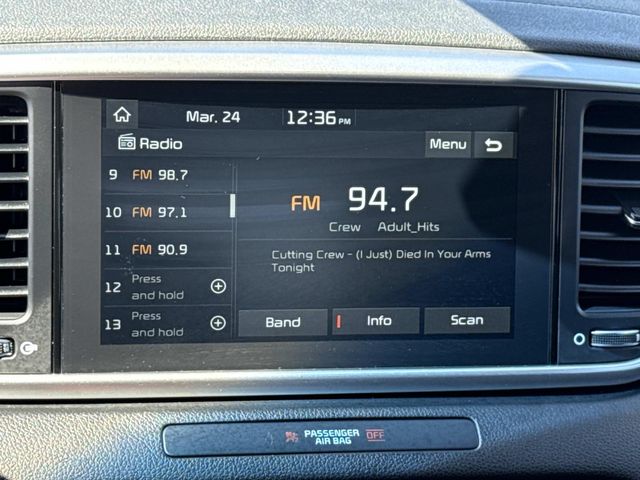 Mar. 24 12:36 PM
Radio Menu
9 FM 98.7
10 FM 97.1
11 FM 90.9
12 Press and hold
13 Press and hold
FM 94.7
Crew Adult_Hits
Cutting Crew - (I Just) Died In Your Arms
Tonight
Band Info Scan
PASSENGER
AIR BAG OFF